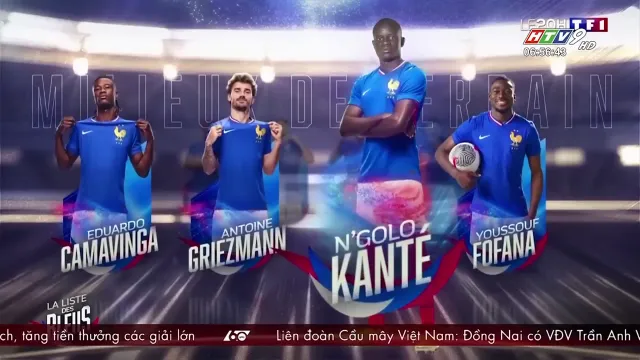 LE20H TF1
HTV9 HD
06:56:43
MILIEUX DE TERRAIN
EDUARDO
CAMAVINGA
ANTOINE
GRIEZMANN
N'GOLO
KANTÉ
YOUSSOUF
FOFANA
LA LISTE
DES
BLEUS
ch, tăng tiền thưởng các giải lớn
60
Liên đoàn Cầu mây Việt Nam: Đồng Nai có VĐV Trần Anh V